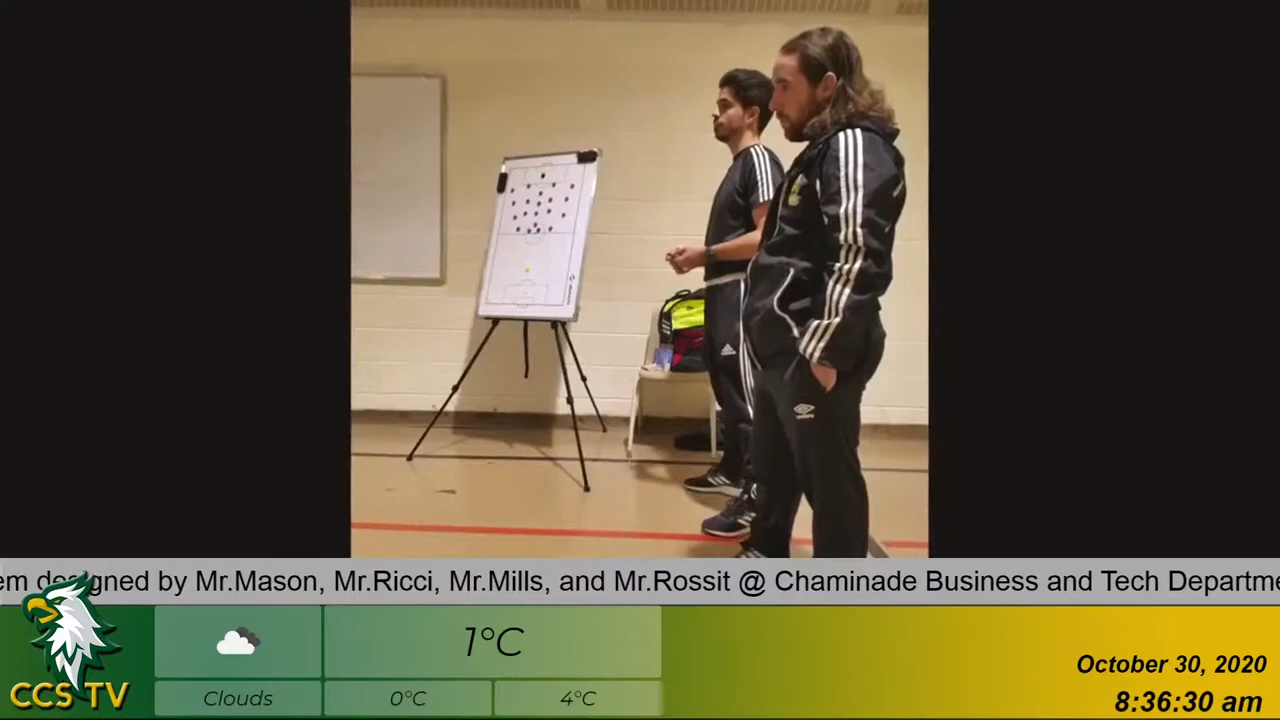 em designed by Mr.Mason, Mr.Ricci, Mr.Mills, and Mr.Rossit @ Chaminade Business and Tech Departme
1°C
October 30, 2020
CCS TV
Clouds
0°C
4°C
8:36:30 am